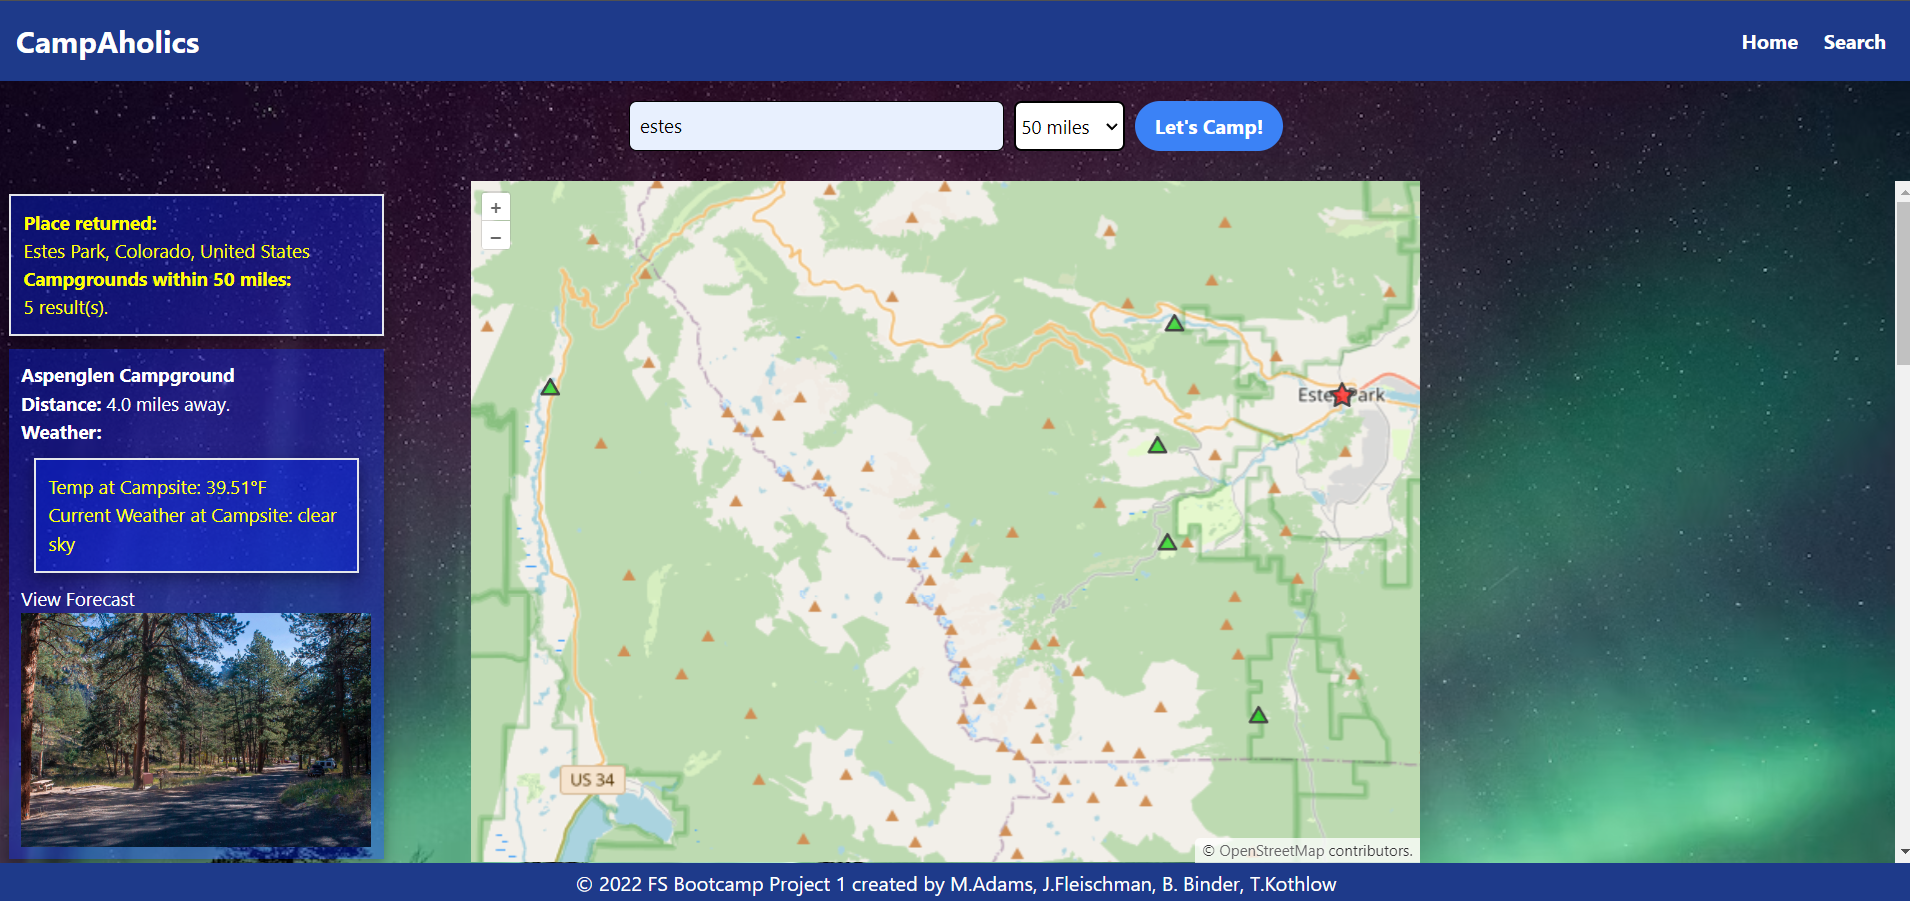 CampAholics
Home Search
estes
50 miles
Let's Camp!
Place returned:
Estes Park, Colorado, United States
Campgrounds within 50 miles:
5 result(s).
Aspenglen Campground
Distance: 4.0 miles away.
Weather:
Temp at Campsite: 39.51°F
Current Weather at Campsite: clear
sky
View Forecast
+
−
Estes Park
US 34
© OpenStreetMap contributors.
© 2022 FS Bootcamp Project 1 created by M.Adams, J.Fleischman, B. Binder, T.Kothlow